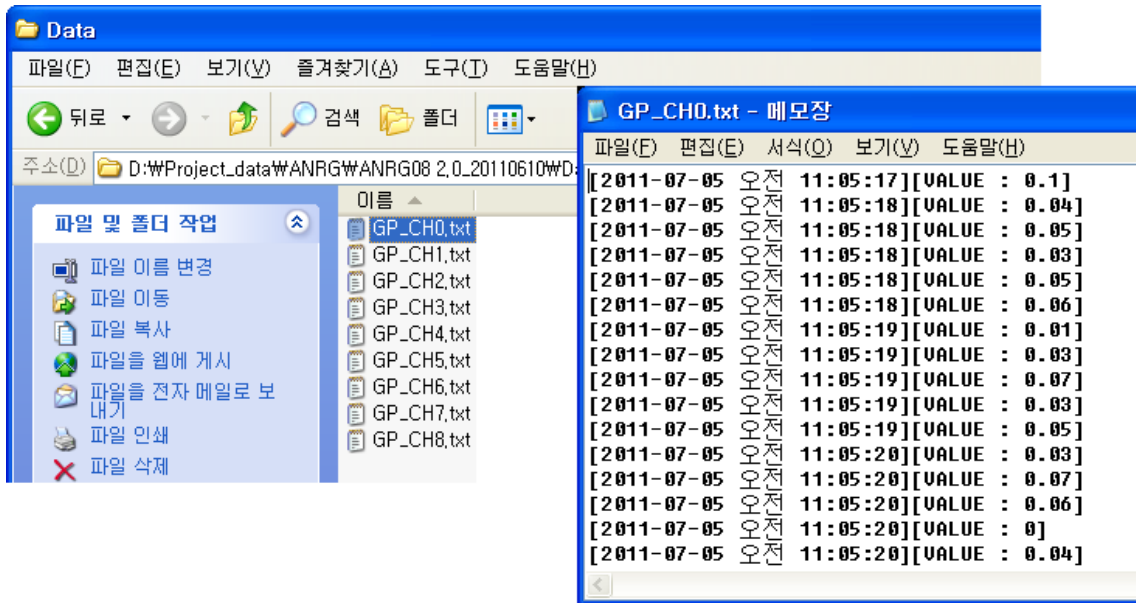 Data
파일(F) 편집(E) 보기(V) 즐겨찾기(A) 도구(T) 도움말(H)
뒤로 검색 폴더
주소(D) D:₩Project_data₩ANRG₩ANRG08 2,0_20110610₩Da
파일 및 폴더 작업
파일 이름 변경
파일 이동
파일 복사
파일을 웹에 게시
파일을 전자 메일로 보
내기
파일 인쇄
파일 삭제
이름
GP_CH0,txt
GP_CH1,txt
GP_CH2,txt
GP_CH3,txt
GP_CH4,txt
GP_CH5,txt
GP_CH6,txt
GP_CH7,txt
GP_CH8,txt
GP_CH0.txt - 메모장
파일(F) 편집(E) 서식(O) 보기(V) 도움말(H)
[2011-07-05 오전 11:05:17][VALUE : 0.1]
[2011-07-05 오전 11:05:18][VALUE : 0.04]
[2011-07-05 오전 11:05:18][VALUE : 0.05]
[2011-07-05 오전 11:05:18][VALUE : 0.03]
[2011-07-05 오전 11:05:18][VALUE : 0.05]
[2011-07-05 오전 11:05:18][VALUE : 0.06]
[2011-07-05 오전 11:05:19][VALUE : 0.01]
[2011-07-05 오전 11:05:19][VALUE : 0.03]
[2011-07-05 오전 11:05:19][VALUE : 0.07]
[2011-07-05 오전 11:05:19][VALUE : 0.03]
[2011-07-05 오전 11:05:19][VALUE : 0.05]
[2011-07-05 오전 11:05:20][VALUE : 0.03]
[2011-07-05 오전 11:05:20][VALUE : 0.07]
[2011-07-05 오전 11:05:20][VALUE : 0.06]
[2011-07-05 오전 11:05:20][VALUE : 0]
[2011-07-05 오전 11:05:20][VALUE : 0.04]